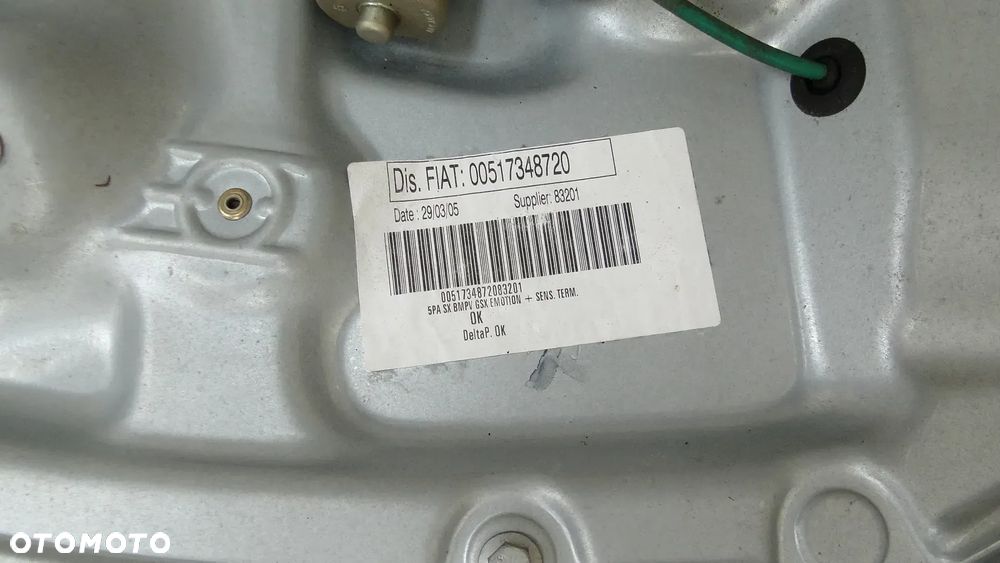 Dis. FIAT: 00517348720
Date : 29/03/05 Supplier: 83201
0051734872083201
5PA SX BMPV GSX EMOTION + SENS. TERM.
OK
DeltaP. OK
OTOMOTO